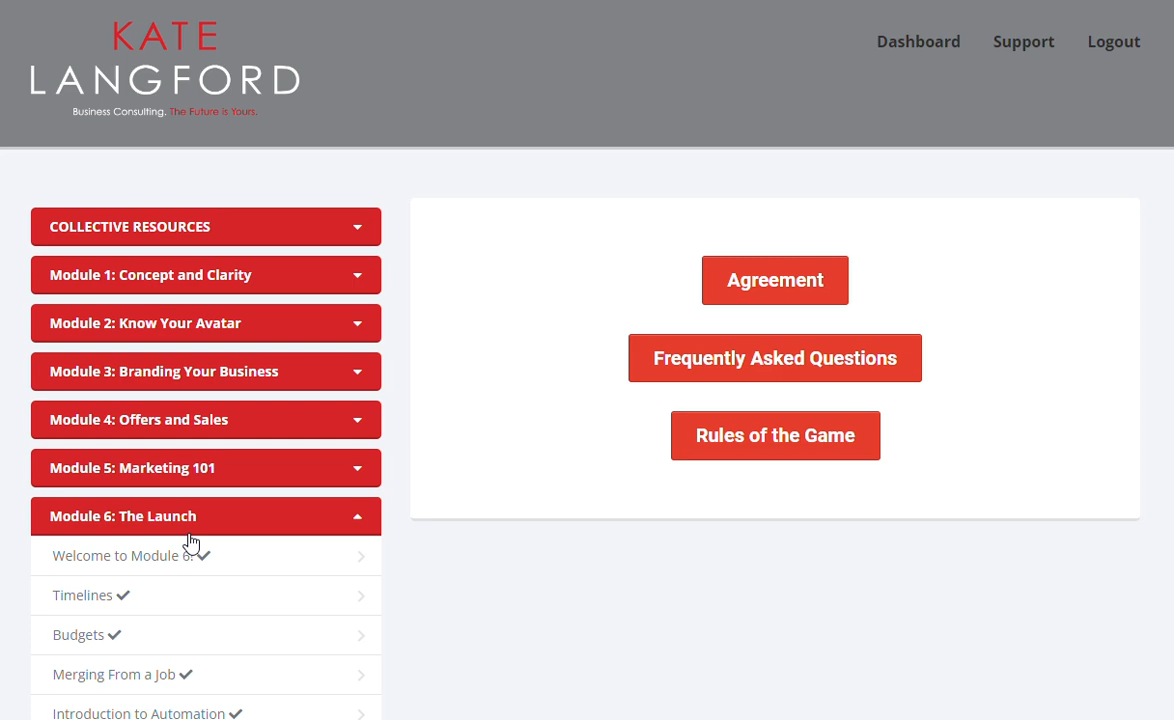 KATE
LANGFORD
Business Consulting. The Future is Yours.
Dashboard Support Logout
COLLECTIVE RESOURCES
Module 1: Concept and Clarity
Module 2: Know Your Avatar
Module 3: Branding Your Business
Module 4: Offers and Sales
Module 5: Marketing 101
Module 6: The Launch
Welcome to Module 6!
Timelines
Budgets
Merging From a Job
Introduction to Automation
Agreement
Frequently Asked Questions
Rules of the Game